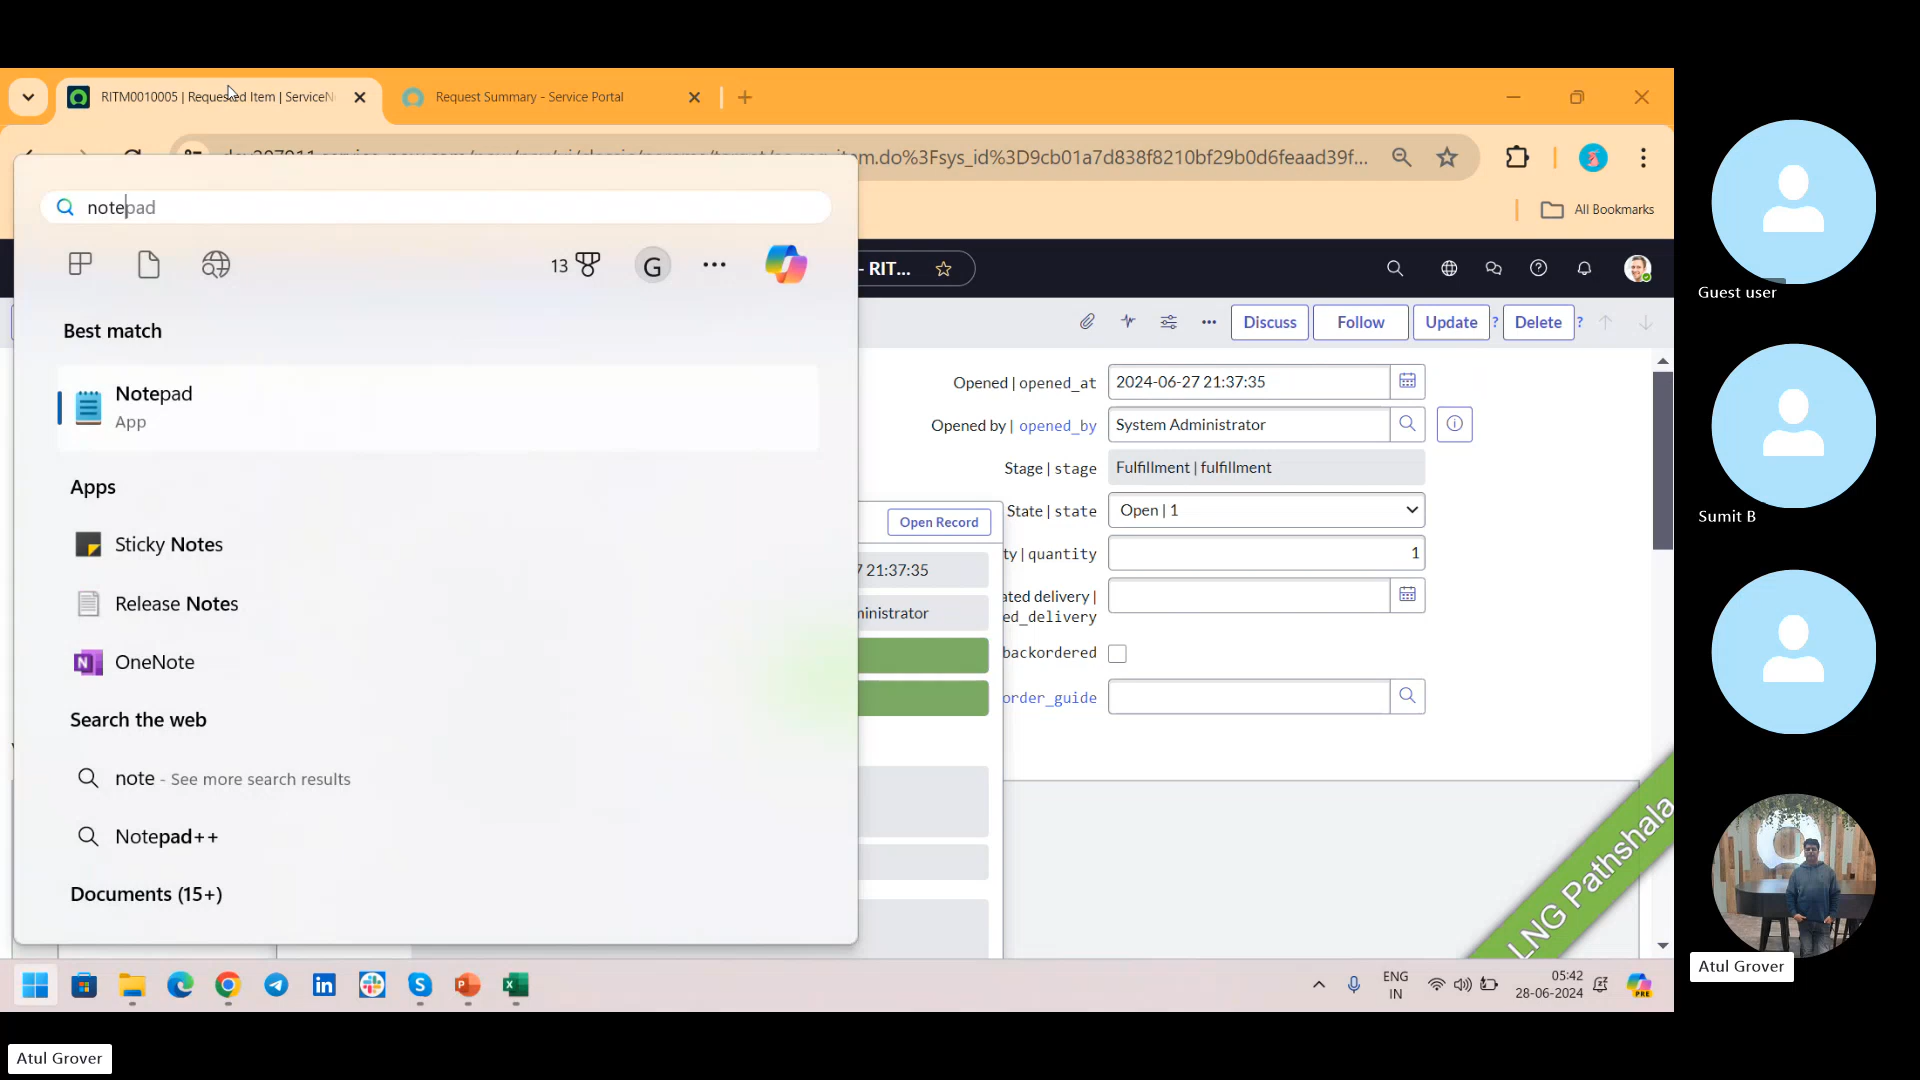 RITM0010005 | Requested Item | ServiceN
Request Summary - Service Portal
item.do%3Fsys_id%3D9cb01a7d838f8210bf29b0d6feaad39f...
All Bookmarks
notepad
13
G
- RIT...
Discuss
Follow
Update
?
Delete
?
Best match
Notepad
App
Apps
Sticky Notes
Release Notes
OneNote
Search the web
note - See more search results
Notepad++
Documents (15+)
Opened | opened_at
2024-06-27 21:37:35
Opened by | opened_by
System Administrator
Stage | stage
Fulfillment | fulfillment
State | state
Open | 1
ty | quantity
1
ated delivery |
ed_delivery
backordered
order_guide
Open Record
7 21:37:35
ministrator
LNG Pathshala
ENG
IN
05:42
28-06-2024
PRE
Guest user
Sumit B
Atul Grover
Atul Grover